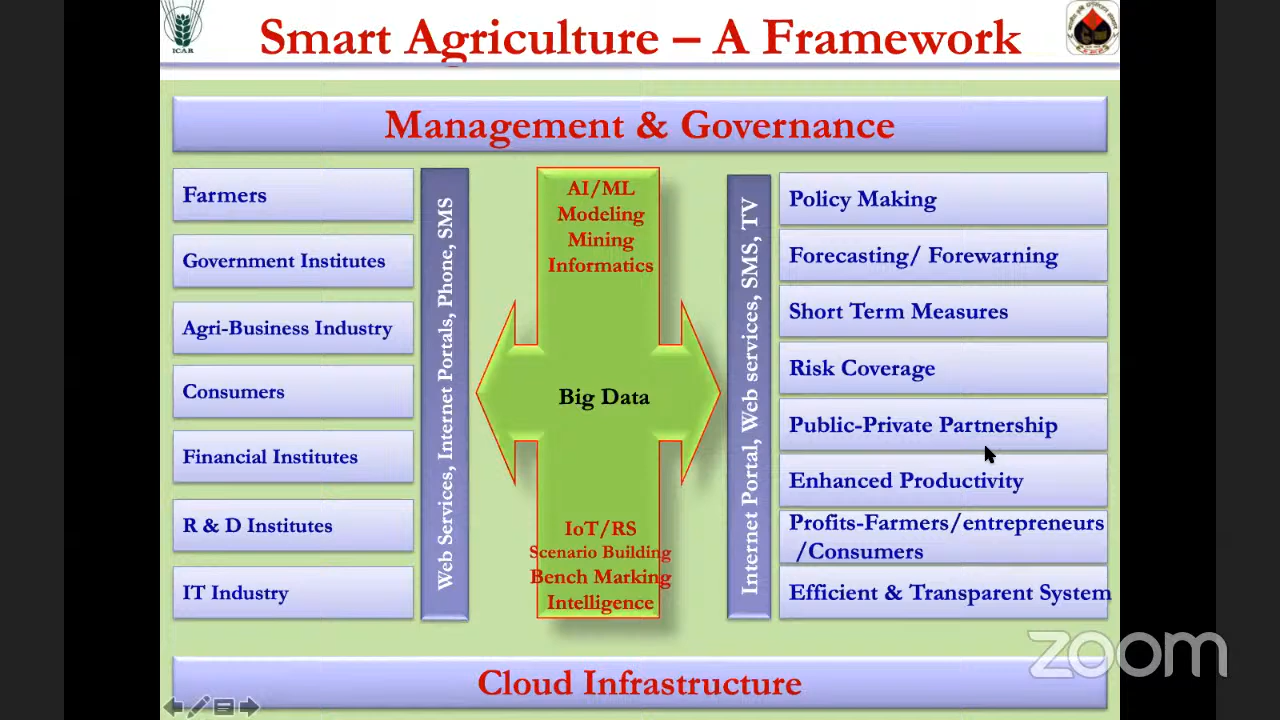 ICAR
Smart Agriculture – A Framework
Management & Governance
Farmers
Government Institutes
Agri-Business Industry
Consumers
Financial Institutes
R & D Institutes
IT Industry
Web Services, Internet Portals, Phone, SMS
AI/ML
Modeling
Mining
Informatics
Big Data
IoT/RS
Scenario Building
Bench Marking
Intelligence
Internet Portal, Web services, SMS, TV
Policy Making
Forecasting/ Forewarning
Short Term Measures
Risk Coverage
Public-Private Partnership
Enhanced Productivity
Profits-Farmers/entrepreneurs
/Consumers
Efficient & Transparent System
Cloud Infrastructure
zoom